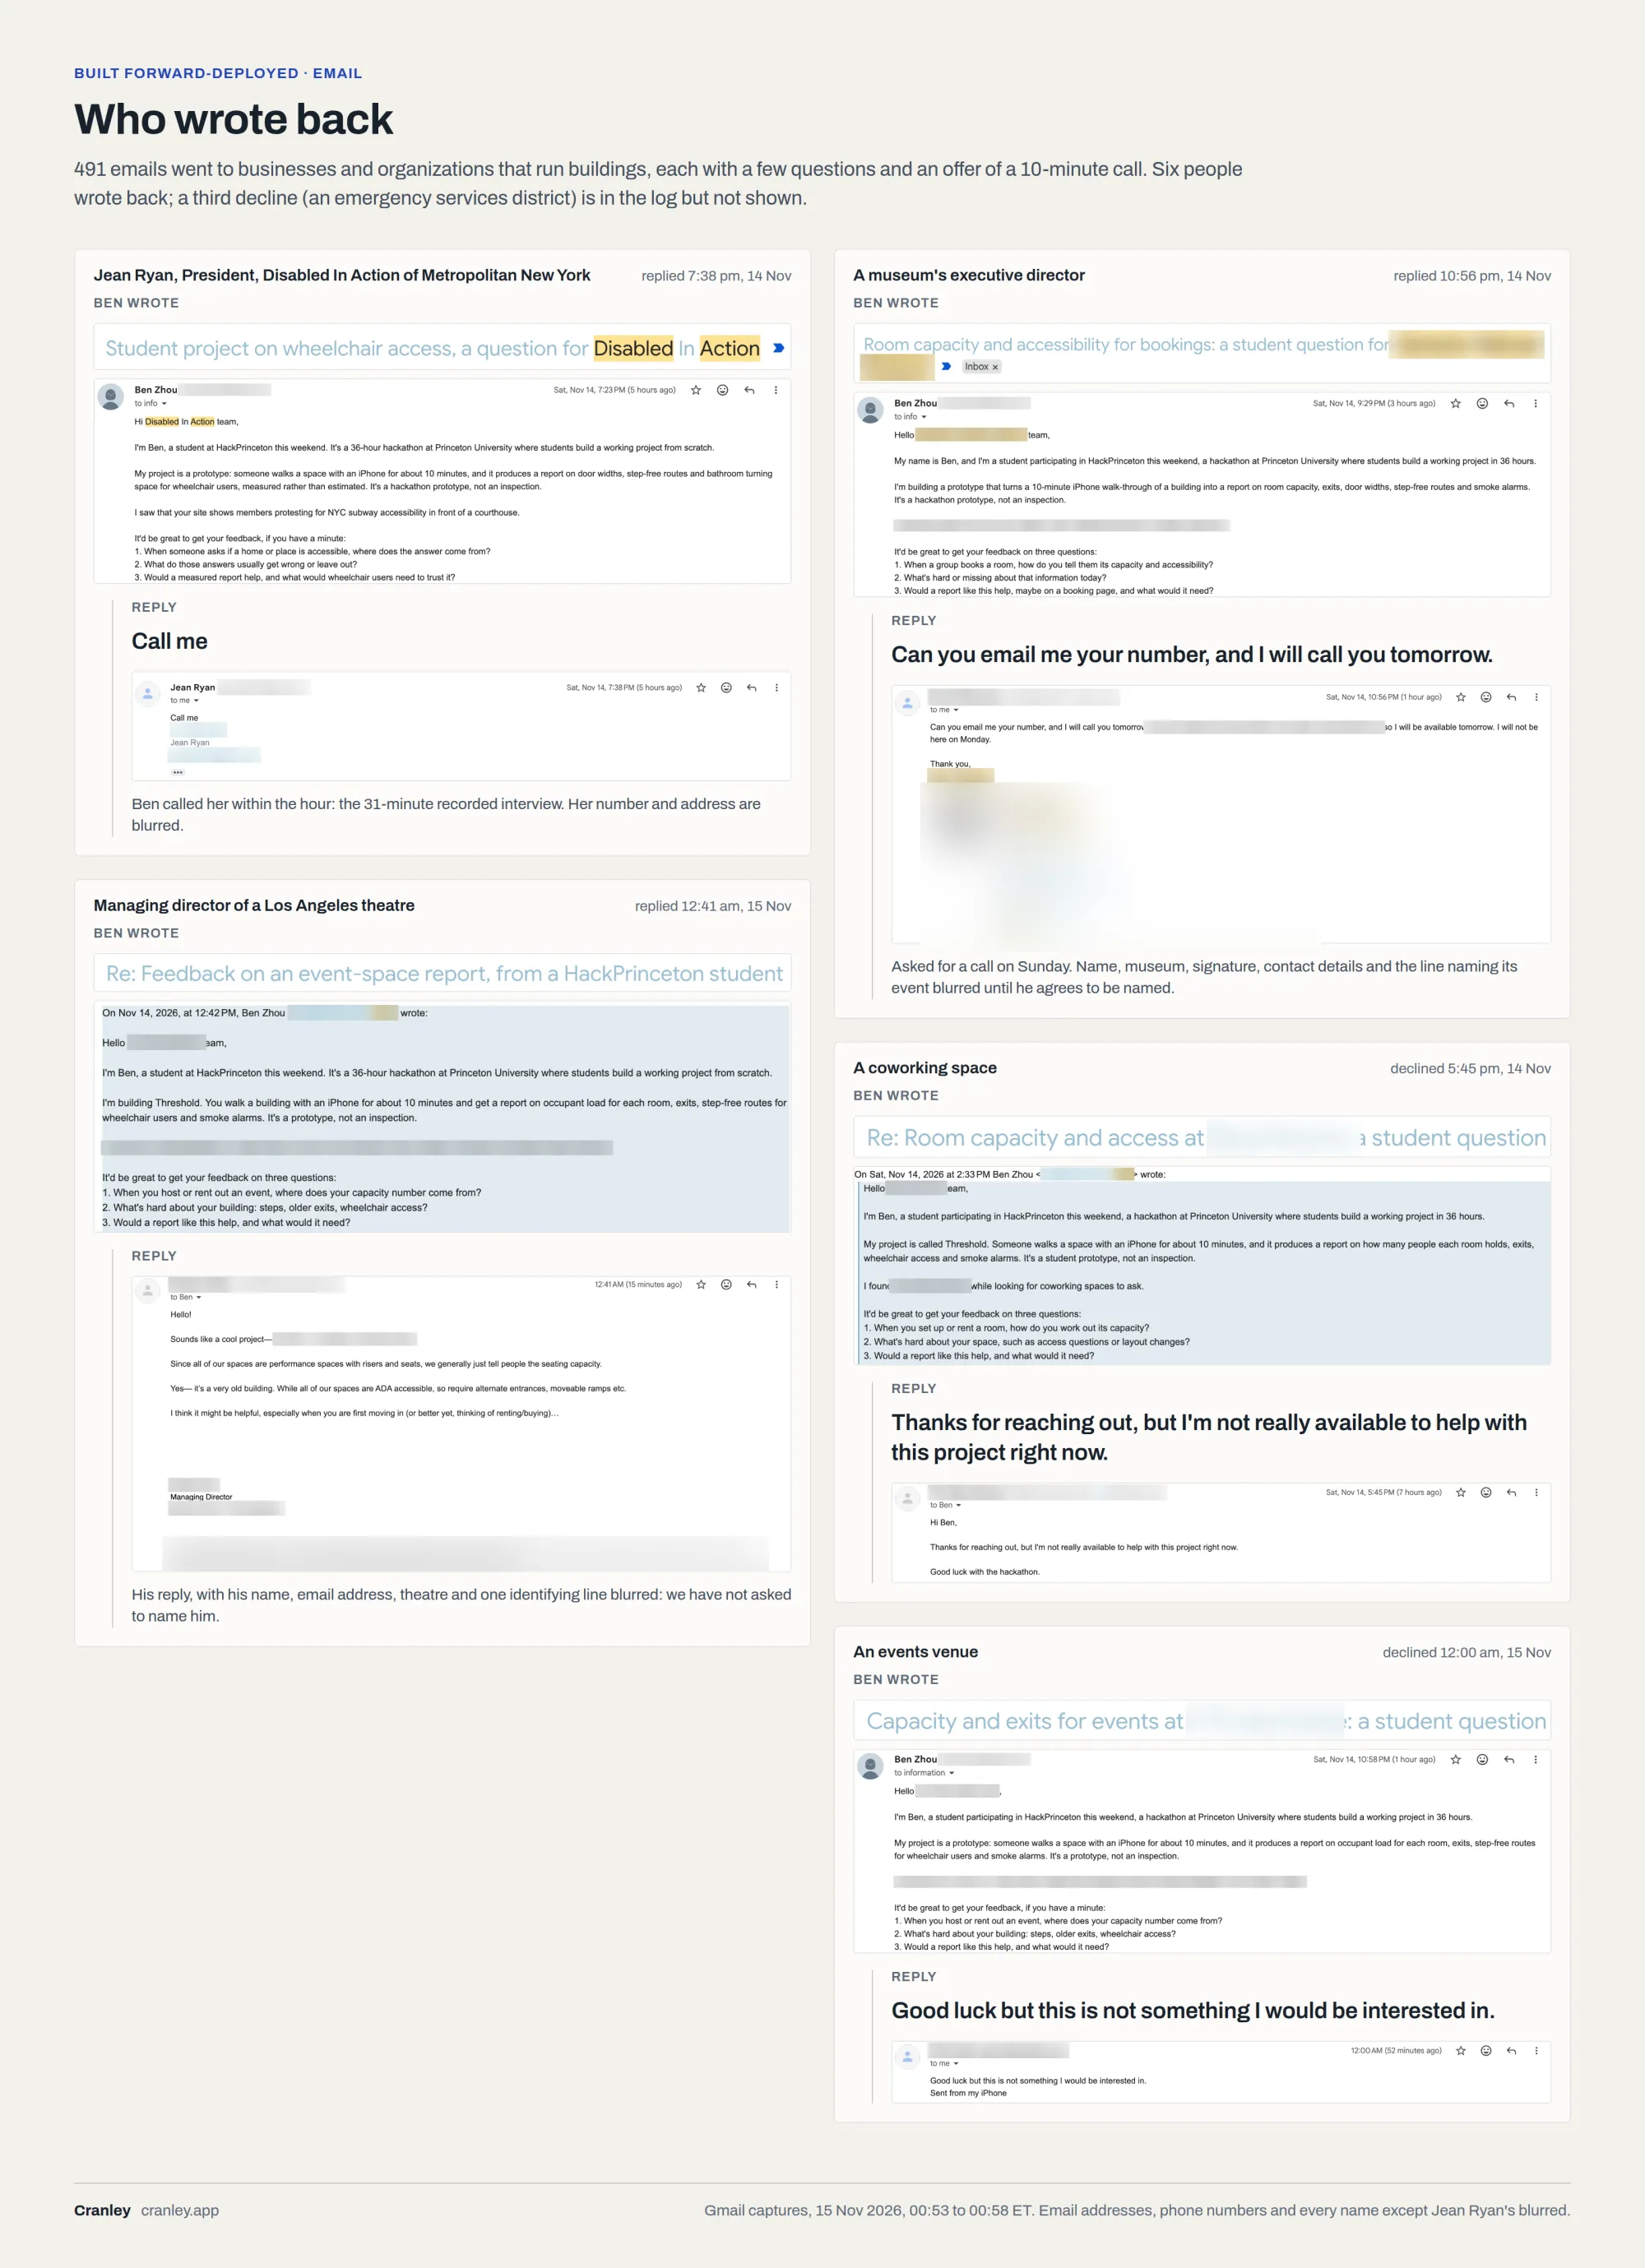 BUILT FORWARD-DEPLOYED · EMAIL
Who wrote back
491 emails went to businesses and organizations that run buildings, each with a few questions and an offer of a 10-minute call. Six people
wrote back; a third decline (an emergency services district) is in the log but not shown.
Jean Ryan, President, Disabled In Action of Metropolitan New York
replied 7:38 pm, 14 Nov
BEN WROTE
Student project on wheelchair access, a question for Disabled In Action
Ben Zhou
Sat, Nov 14, 7:23 PM (5 hours ago)
to info
Hi Disabled In Action team,
I'm Ben, a student at HackPrinceton this weekend. It's a 36-hour hackathon at Princeton University where students build a working project from scratch.
My project is a prototype: someone walks a space with an iPhone for about 10 minutes, and it produces a report on door widths, step-free routes and bathroom turning
space for wheelchair users, measured rather than estimated. It's a hackathon prototype, not an inspection.
I saw that your site shows members protesting for NYC subway accessibility in front of a courthouse.
It'd be great to get your feedback, if you have a minute:
1. When someone asks if a home or place is accessible, where does the answer come from?
2. What do those answers usually get wrong or leave out?
3. Would a measured report help, and what would wheelchair users need to trust it?
REPLY
Call me
Jean Ryan
Sat, Nov 14, 7:38 PM (5 hours ago)
to me
Call me
Jean Ryan
Ben called her within the hour: the 31-minute recorded interview. Her number and address are
blurred.
Managing director of a Los Angeles theatre
replied 12:41 am, 15 Nov
BEN WROTE
Re: Feedback on an event-space report, from a HackPrinceton student
On Nov 14, 2026, at 12:42 PM, Ben Zhou wrote:
Hello eam,
I'm Ben, a student at HackPrinceton this weekend. It's a 36-hour hackathon at Princeton University where students build a working project from scratch.
I'm building Threshold. You walk a building with an iPhone for about 10 minutes and get a report on occupant load for each room, exits, step-free routes for
wheelchair users and smoke alarms. It's a prototype, not an inspection.
It'd be great to get your feedback on three questions:
1. When you host or rent out an event, where does your capacity number come from?
2. What's hard about your building: steps, older exits, wheelchair access?
3. Would a report like this help, and what would it need?
REPLY
12:41 AM (15 minutes ago)
to Ben
Hello!
Sounds like a cool project—
Since all of our spaces are performance spaces with risers and seats, we generally just tell people the seating capacity.
Yes— it's a very old building. While all of our spaces are ADA accessible, so require alternate entrances, moveable ramps etc.
I think it might be helpful, especially when you are first moving in (or better yet, thinking of renting/buying)…
Managing Director
His reply, with his name, email address, theatre and one identifying line blurred: we have not asked
to name him.
A museum's executive director
replied 10:56 pm, 14 Nov
BEN WROTE
Room capacity and accessibility for bookings: a student question for
Inbox x
Ben Zhou
Sat, Nov 14, 9:29 PM (3 hours ago)
to info
Hello team,
My name is Ben, and I'm a student participating in HackPrinceton this weekend, a hackathon at Princeton University where students build a working project in 36 hours.
I'm building a prototype that turns a 10-minute iPhone walk-through of a building into a report on room capacity, exits, door widths, step-free routes and smoke alarms.
It's a hackathon prototype, not an inspection.
It'd be great to get your feedback on three questions:
1. When a group books a room, how do you tell them its capacity and accessibility?
2. What's hard or missing about that information today?
3. Would a report like this help, maybe on a booking page, and what would it need?
REPLY
Can you email me your number, and I will call you tomorrow.
Sat, Nov 14, 10:56 PM (1 hour ago)
to me
Can you email me your number, and I will call you tomorrow so I will be available tomorrow. I will not be
here on Monday.
Thank you,
Asked for a call on Sunday. Name, museum, signature, contact details and the line naming its
event blurred until he agrees to be named.
A coworking space
declined 5:45 pm, 14 Nov
BEN WROTE
Re: Room capacity and access at a student question
On Sat, Nov 14, 2026 at 2:33 PM Ben Zhou < > wrote:
Hello eam,
I'm Ben, a student participating in HackPrinceton this weekend, a hackathon at Princeton University where students build a working project in 36 hours.
My project is called Threshold. Someone walks a space with an iPhone for about 10 minutes, and it produces a report on how many people each room holds, exits,
wheelchair access and smoke alarms. It's a student prototype, not an inspection.
I found while looking for coworking spaces to ask.
It'd be great to get your feedback on three questions:
1. When you set up or rent a room, how do you work out its capacity?
2. What's hard about your space, such as access questions or layout changes?
3. Would a report like this help, and what would it need?
REPLY
Thanks for reaching out, but I'm not really available to help with
this project right now.
Sat, Nov 14, 5:45 PM (7 hours ago)
to Ben
Hi Ben,
Thanks for reaching out, but I'm not really available to help with this project right now.
Good luck with the hackathon.
An events venue
declined 12:00 am, 15 Nov
BEN WROTE
Capacity and exits for events at : a student question
Ben Zhou
Sat, Nov 14, 10:58 PM (1 hour ago)
to information
Hello ,
I'm Ben, a student participating in HackPrinceton this weekend, a hackathon at Princeton University where students build a working project in 36 hours.
My project is a prototype: someone walks a space with an iPhone for about 10 minutes, and it produces a report on occupant load for each room, exits, step-free routes
for wheelchair users and smoke alarms. It's a prototype, not an inspection.
It'd be great to get your feedback, if you have a minute:
1. When you host or rent out an event, where does your capacity number come from?
2. What's hard about your building: steps, older exits, wheelchair access?
3. Would a report like this help, and what would it need?
REPLY
Good luck but this is not something I would be interested in.
12:00 AM (52 minutes ago)
to me
Good luck but this is not something I would be interested in.
Sent from my iPhone
Cranley cranley.app
Gmail captures, 15 Nov 2026, 00:53 to 00:58 ET. Email addresses, phone numbers and every name except Jean Ryan's blurred.